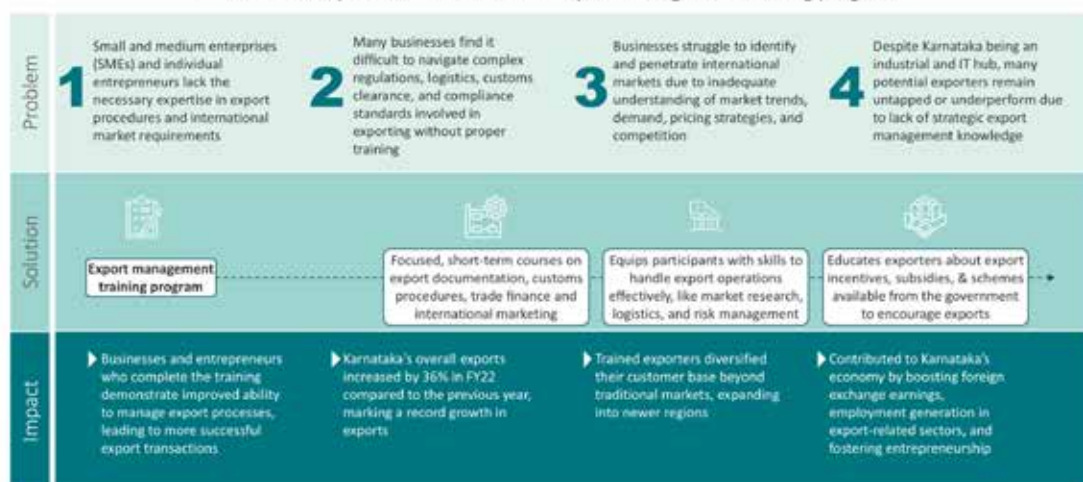 Problem
1
Small and medium enterprises
(SMEs) and individual
entrepreneurs lack the
necessary expertise in export
procedures and international
market requirements
2
Many businesses find it
difficult to navigate complex
regulations, logistics, customs
clearance, and compliance
standards involved in
exporting without proper
training
3
Businesses struggle to identify
and penetrate international
markets due to inadequate
understanding of market trends,
demand, pricing strategies, and
competition
4
Despite Karnataka being an
industrial and IT hub, many
potential exporters remain
untapped or underperform due
to lack of strategic export
management knowledge
Solution
Export management
training program
Focused, short-term courses on
export documentation, customs
procedures, trade finance and
international marketing
Equips participants with skills to
handle export operations
effectively, like market research,
logistics, and risk management
Educates exporters about export
incentives, subsidies, & schemes
available from the government
to encourage exports
Impact
Businesses and entrepreneurs
who complete the training
demonstrate improved ability
to manage export processes,
leading to more successful
export transactions
Karnataka's overall exports
increased by 36% in FY22
compared to the previous year,
marking a record growth in
exports
Trained exporters diversified
their customer base beyond
traditional markets, expanding
into newer regions
Contributed to Karnataka's
economy by boosting foreign
exchange earnings,
employment generation in
export-related sectors, and
fostering entrepreneurship